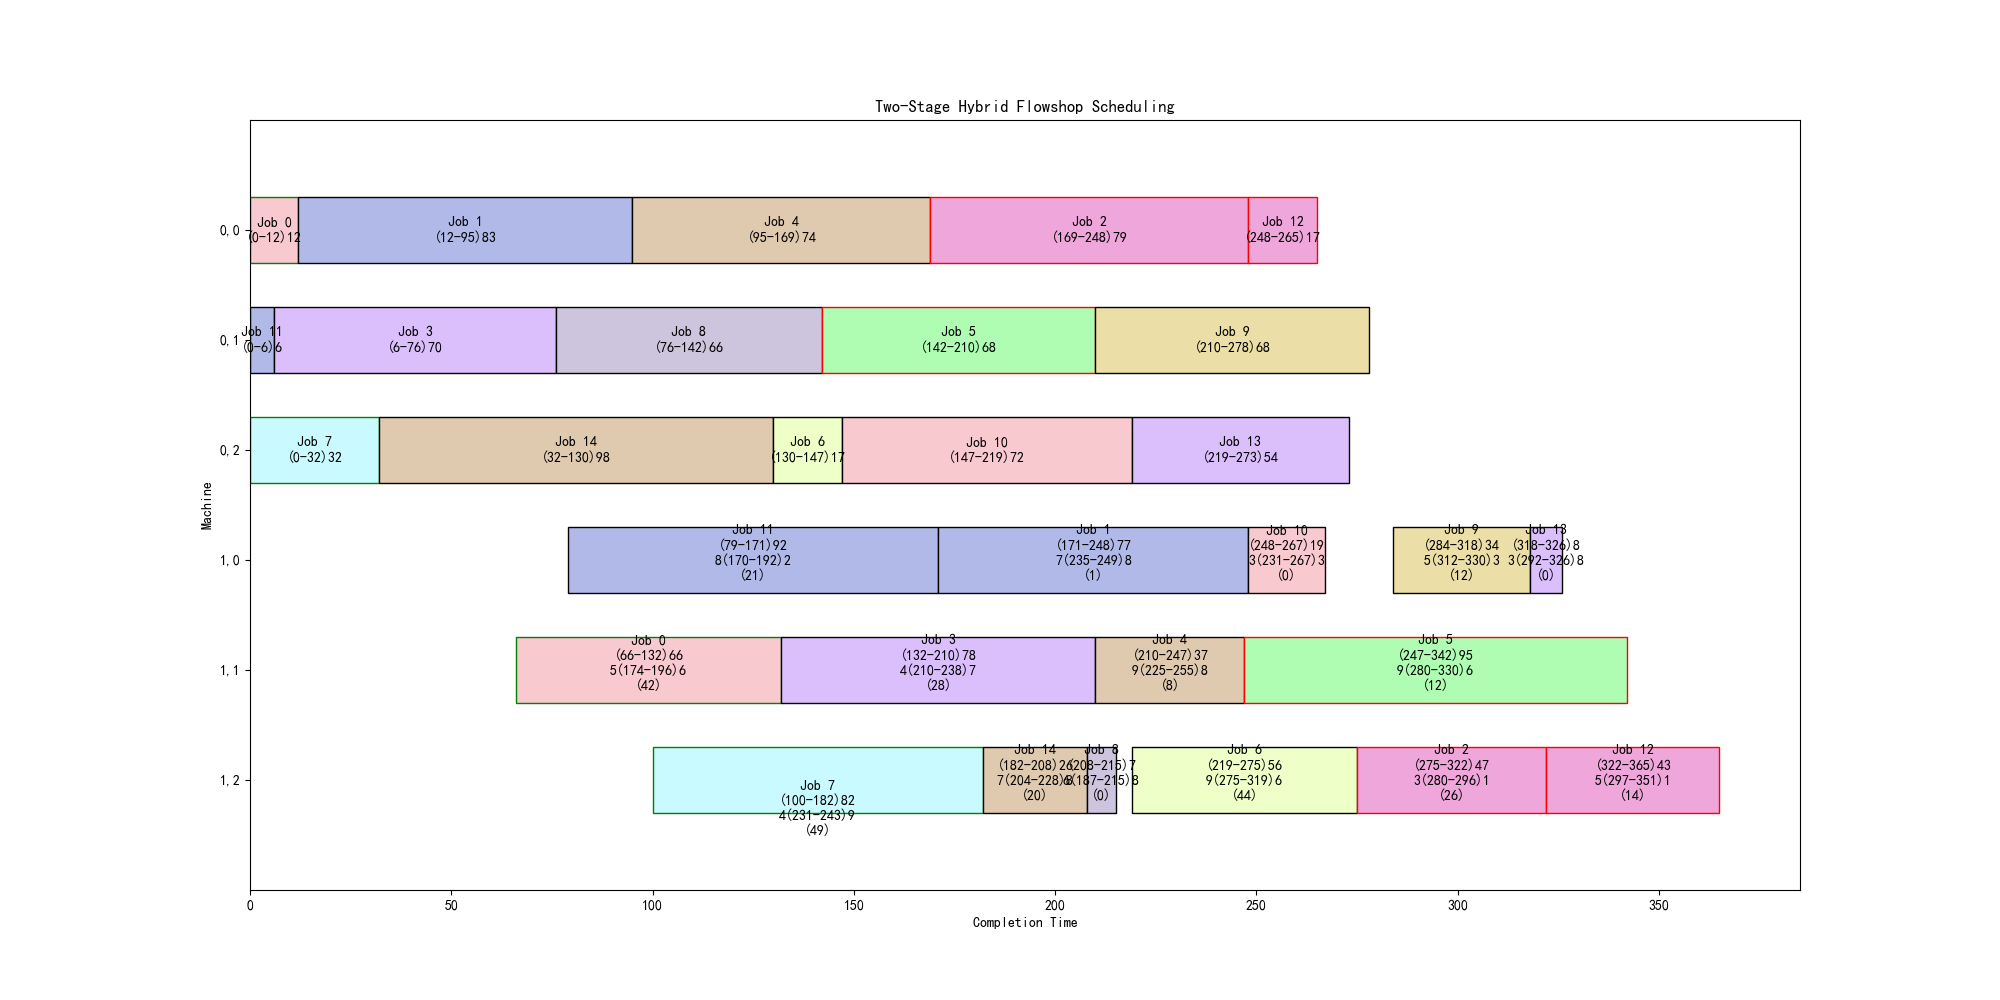 Two-Stage Hybrid Flowshop Scheduling
Machine
0,0
Job 0
(0-12)12
Job 1
(12-95)83
Job 4
(95-169)74
Job 2
(169-248)79
Job 12
(248-265)17
0,1
Job 11
(0-6)6
Job 3
(6-76)70
Job 8
(76-142)66
Job 5
(142-210)68
Job 9
(210-278)68
0,2
Job 7
(0-32)32
Job 14
(32-130)98
Job 6
(130-147)17
Job 10
(147-219)72
Job 13
(219-273)54
1,0
Job 11
(79-171)92
8(170-192)2
(21)
Job 1
(171-248)77
7(235-249)8
(1)
Job 10
(248-267)19
3(231-267)3
(0)
Job 9
(284-318)34
5(312-330)3
(12)
Job 13
(318-326)8
3(292-326)8
(0)
1,1
Job 0
(66-132)66
5(174-196)6
(42)
Job 3
(132-210)78
4(210-238)7
(28)
Job 4
(210-247)37
9(225-255)8
(8)
Job 5
(247-342)95
9(280-330)6
(12)
1,2
Job 7
(100-182)82
4(231-243)9
(49)
Job 14
(182-208)26
7(204-228)8
(20)
Job 8
(208-215)7
(187-215)8
(0)
Job 6
(219-275)56
9(275-319)6
(44)
Job 2
(275-322)47
3(280-296)1
(26)
Job 12
(322-365)43
5(297-351)1
(14)
0
50
100
150
200
250
300
350
Completion Time